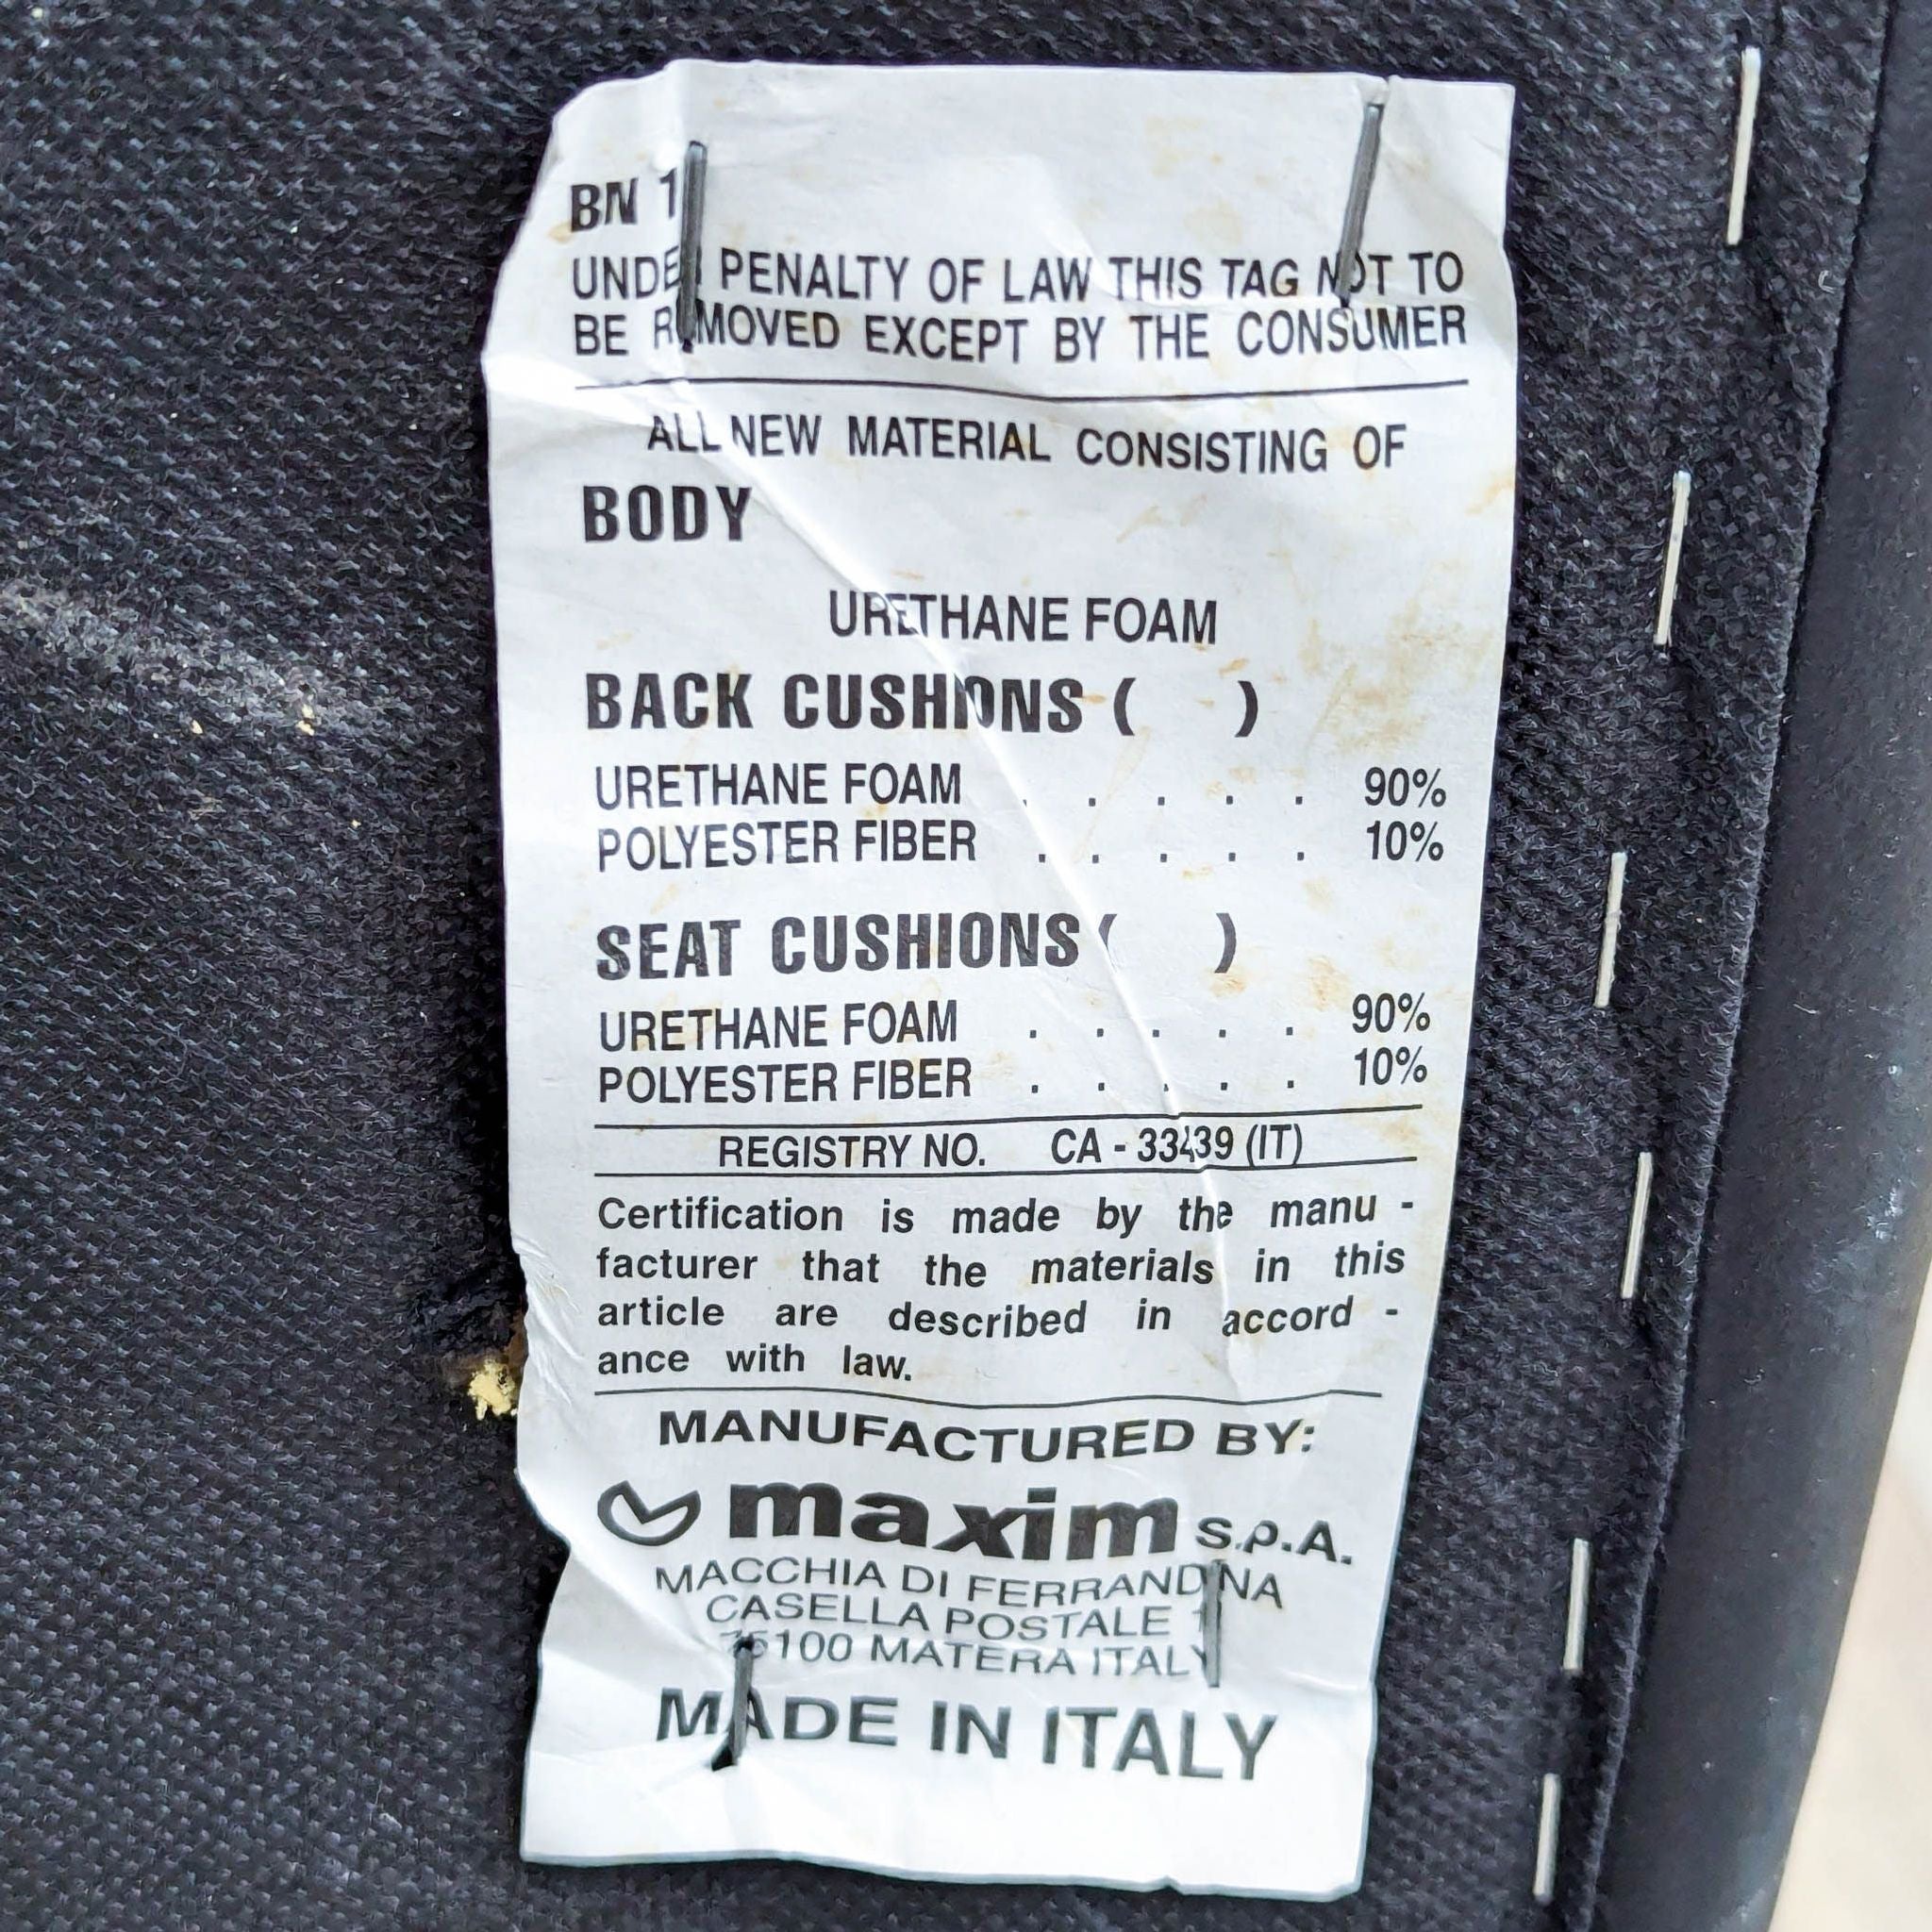 BN 1
UNDER PENALTY OF LAW THIS TAG NOT TO
BE REMOVED EXCEPT BY THE CONSUMER
ALL NEW MATERIAL CONSISTING OF
BODY
URETHANE FOAM
BACK CUSHIONS ( )
URETHANE FOAM . . . . . 90%
POLYESTER FIBER . . . . . 10%
SEAT CUSHIONS ( )
URETHANE FOAM . . . . . 90%
POLYESTER FIBER . . . . . 10%
REGISTRY NO. CA - 33439 (IT)
Certification is made by the manu -
facturer that the materials in this
article are described in accord -
ance with law.
MANUFACTURED BY:
maxim S.P.A.
MACCHIA DI FERRANDINA
CASELLA POSTALE
75100 MATERA ITALY
MADE IN ITALY